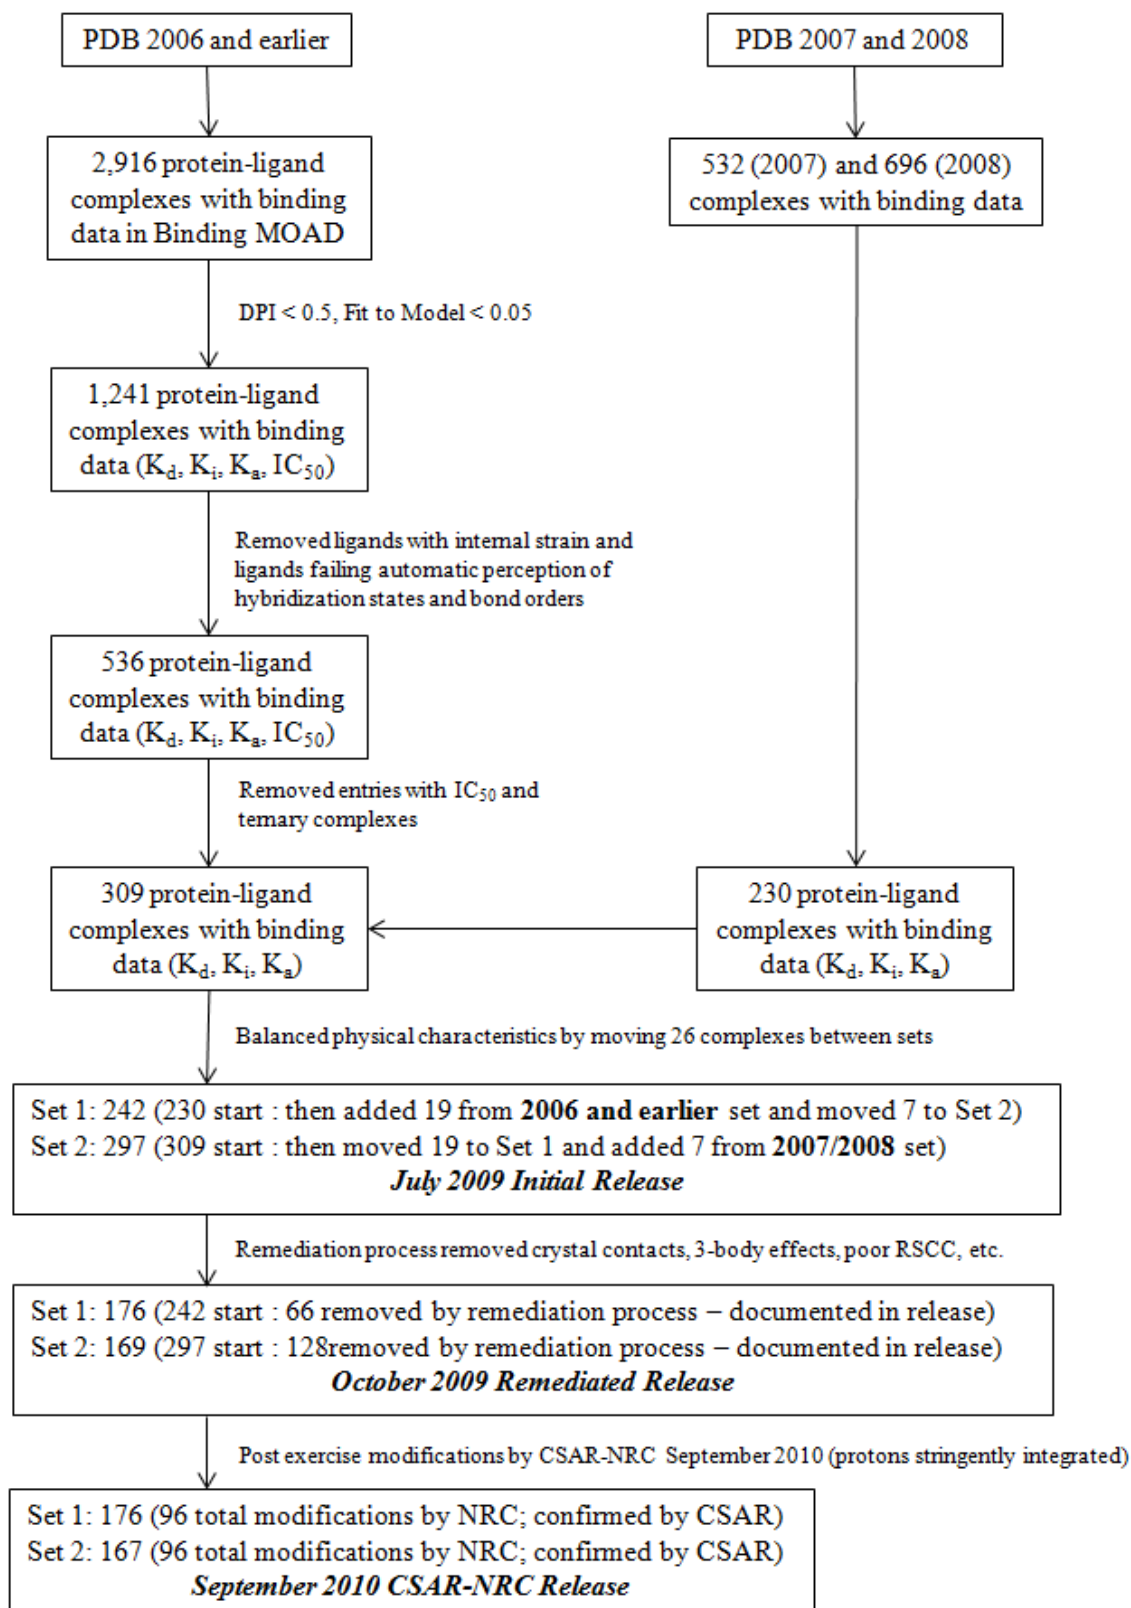 PDB 2006 and earlier
PDB 2007 and 2008
2,916 protein-ligand
complexes with binding
data in Binding MOAD
532 (2007) and 696 (2008)
complexes with binding data
DPI < 0.5, Fit to Model < 0.05
1,241 protein-ligand
complexes with binding
data (Kd, Ki, Ka, IC50)
Removed ligands with internal strain and
ligands failing automatic perception of
hybridization states and bond orders
536 protein-ligand
complexes with binding
data (Kd, Ki, Ka, IC50)
Removed entries with IC50 and
ternary complexes
309 protein-ligand
complexes with binding
data (Kd, Ki, Ka)
230 protein-ligand
complexes with binding
data (Kd, Ki, Ka)
Balanced physical characteristics by moving 26 complexes between sets
Set 1: 242 (230 start : then added 19 from 2006 and earlier set and moved 7 to Set 2)
Set 2: 297 (309 start : then moved 19 to Set 1 and added 7 from 2007/2008 set)
July 2009 Initial Release
Remediation process removed crystal contacts, 3-body effects, poor RSCC, etc.
Set 1: 176 (242 start : 66 removed by remediation process – documented in release)
Set 2: 169 (297 start : 128removed by remediation process – documented in release)
October 2009 Remediated Release
Post exercise modifications by CSAR-NRC September 2010 (protons stringently integrated)
Set 1: 176 (96 total modifications by NRC; confirmed by CSAR)
Set 2: 167 (96 total modifications by NRC; confirmed by CSAR)
September 2010 CSAR-NRC Release